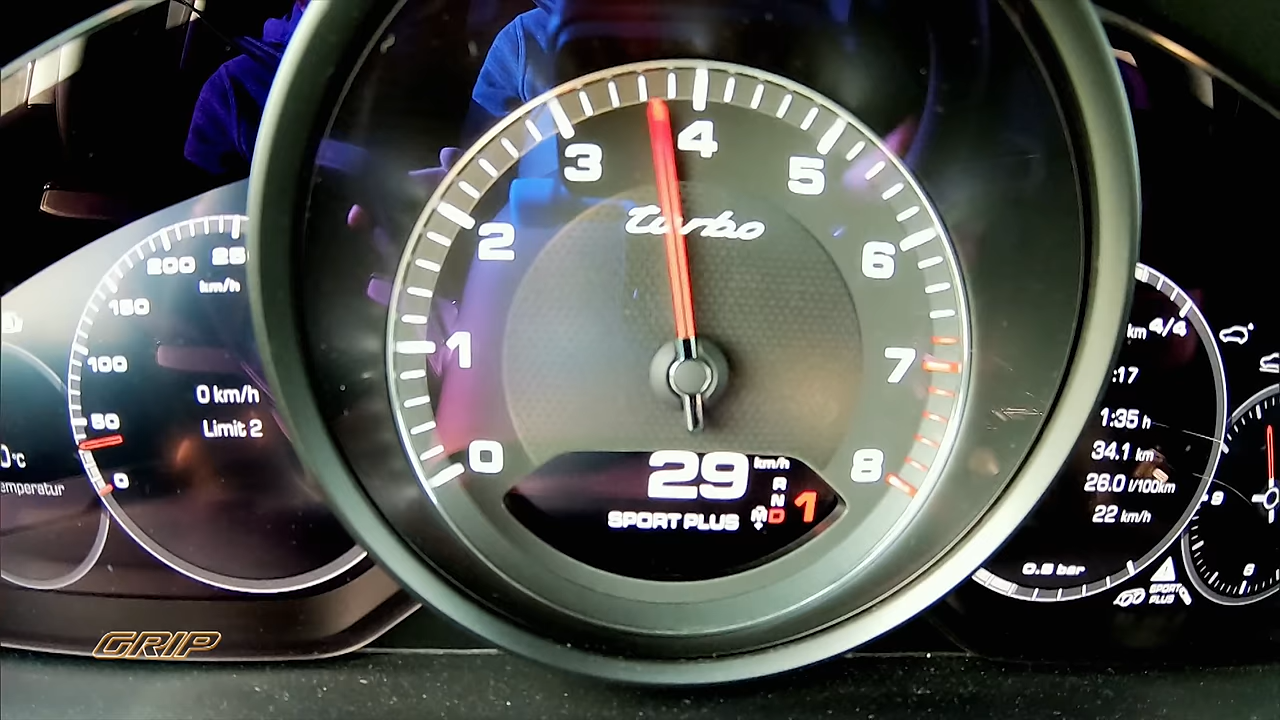 200
km/h
150
100
50
0
0 km/h
Limit 2
°C
GRIP
0
1
2
3
4
5
6
7
8
turbo
29 km/h
R
N
D
M
1
SPORT PLUS
km 4/4
:17
1:35 h
34.1 km
26.0 l/100km
22 km/h
0.8 bar
SPORT
PLUS